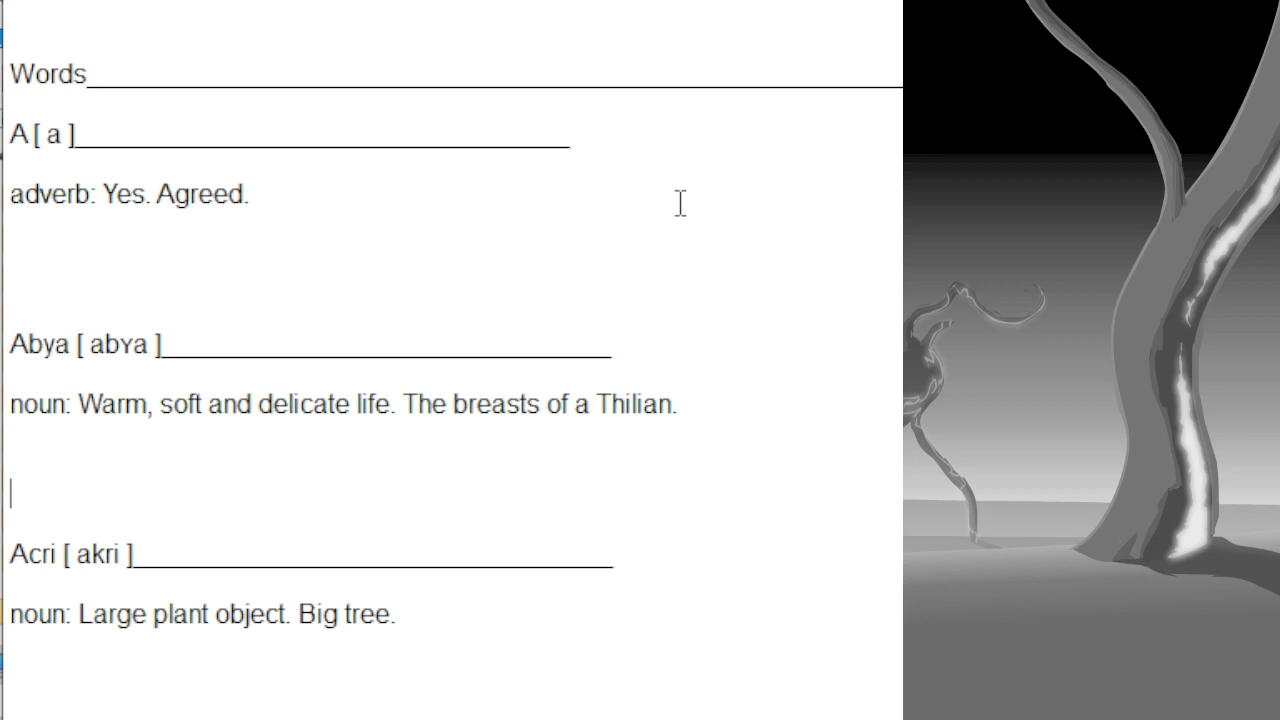 Words
A [ a ]
adverb: Yes. Agreed.
Abya [ abʏa ]
noun: Warm, soft and delicate life. The breasts of a Thilian.
Acri [ akri ]
noun: Large plant object. Big tree.